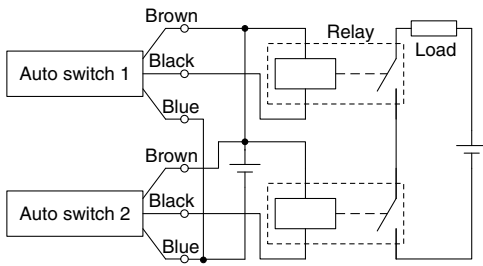 Brown
Relay
Load
Black
Auto switch 1
Blue
Brown
Black
Auto switch 2
Blue